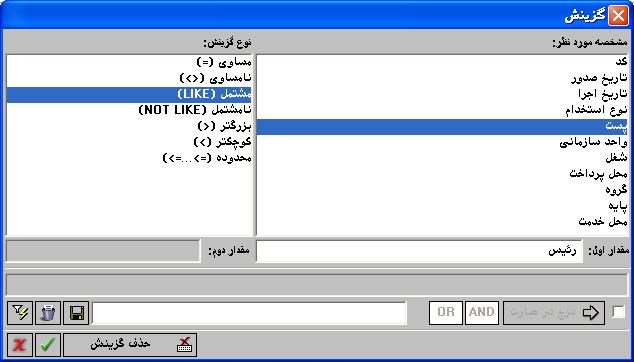 گزینش
مشخصه مورد نظر:
کد
تاریخ صدور
تاریخ اجرا
نوع استخدام
پست
واحد سازمانی
شغل
محل پرداخت
گروه
پایه
محل خدمت
نوع گزینش:
مساوی (=)
نامساوی (<>)
مشتمل (LIKE)
نامشتمل (NOT LIKE)
بزرگتر (>)
کوچکتر (<)
محدوده (=>...=>)
مقدار اول: رئیس
مقدار دوم:
درج در عبارت AND OR
حذف گزینش